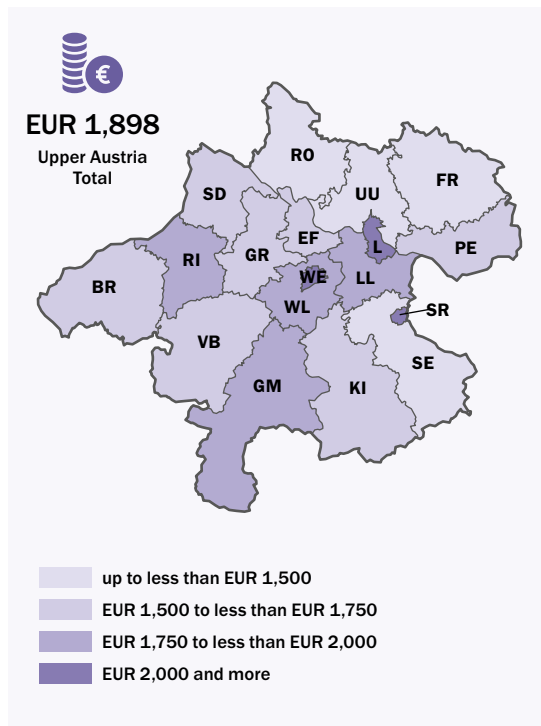 €
EUR 1,898
Upper Austria
Total
RO
FR
SD
UU
EF
L
PE
GR
RI
WE
LL
BR
WL
SR
VB
SE
GM
KI
up to less than EUR 1,500
EUR 1,500 to less than EUR 1,750
EUR 1,750 to less than EUR 2,000
EUR 2,000 and more